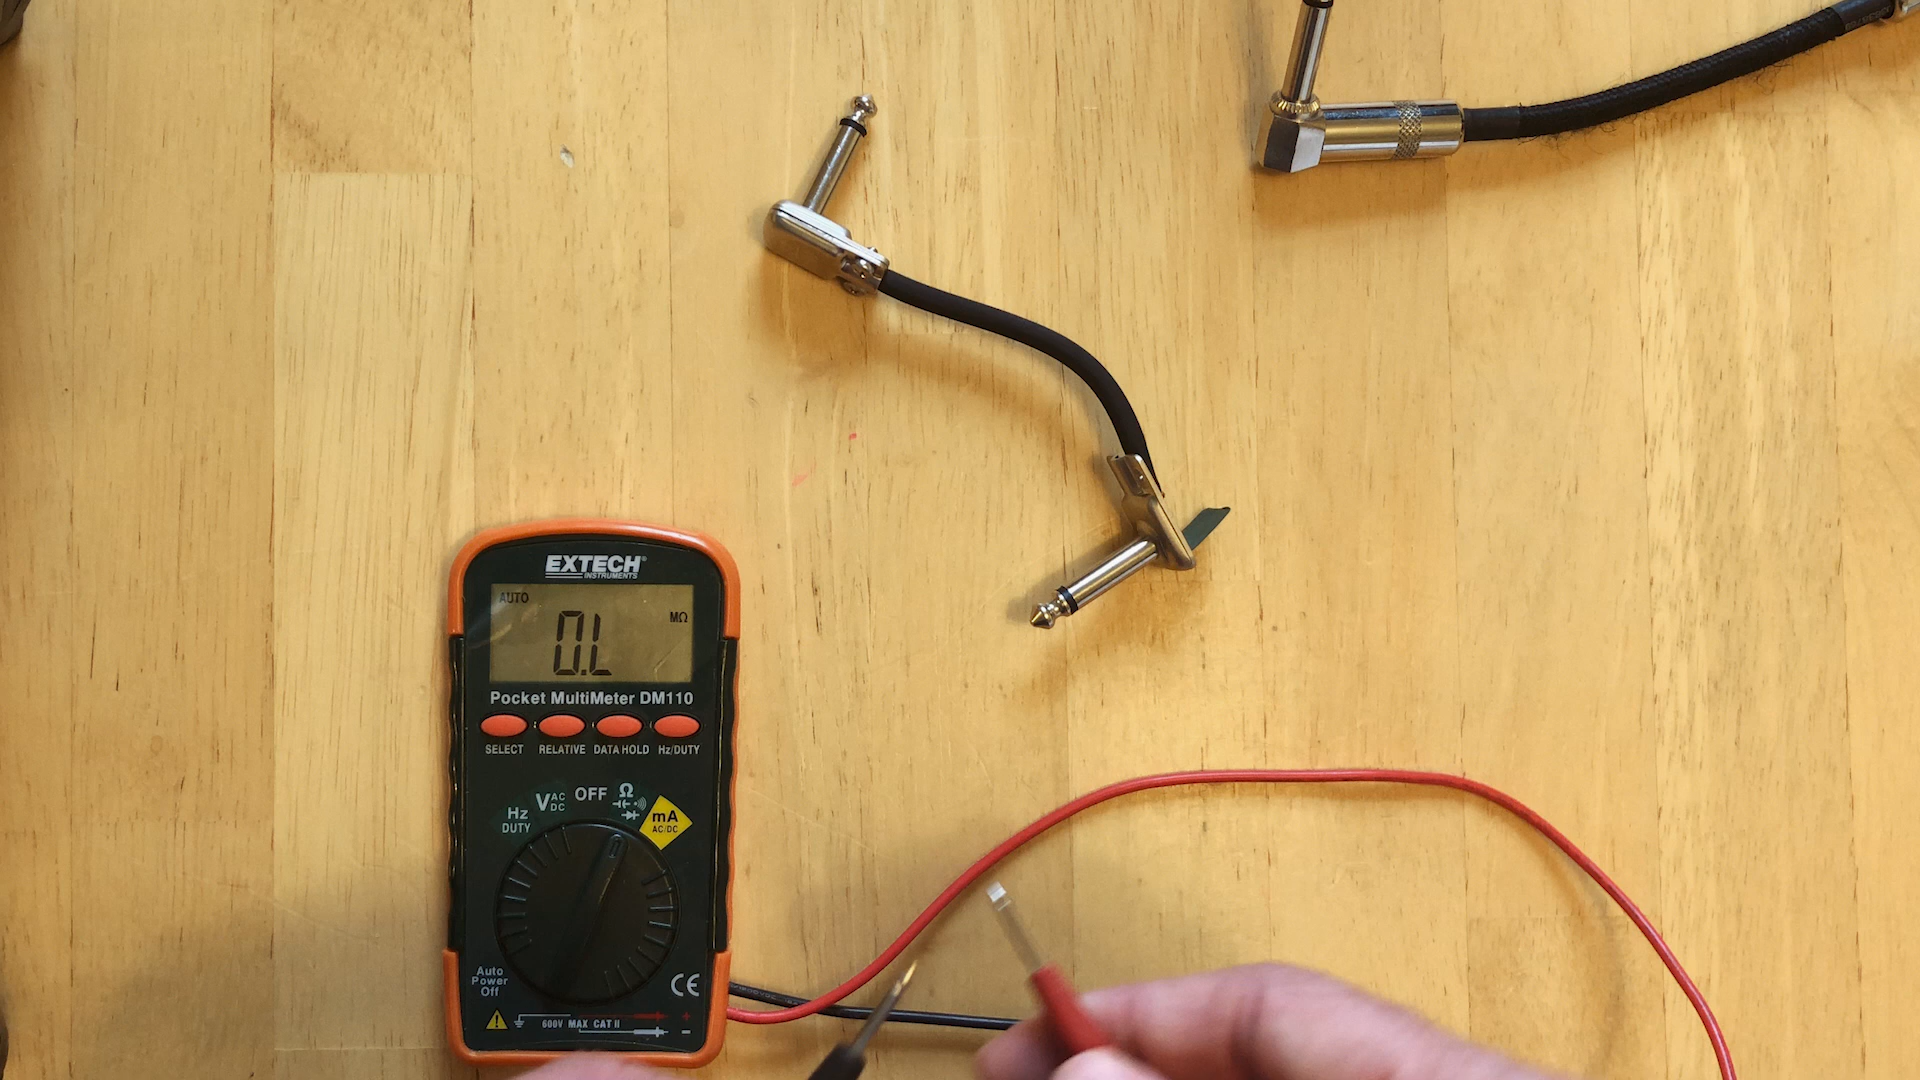 EXTECH®
INSTRUMENTS
AUTO
MΩ
0.L
Pocket MultiMeter DM110
SELECT RELATIVE DATA HOLD Hz/DUTY
Hz
DUTY
V AC
DC
OFF
Ω
mA
AC/DC
Auto
Power
Off
CE
600V MAX CAT II
+
-